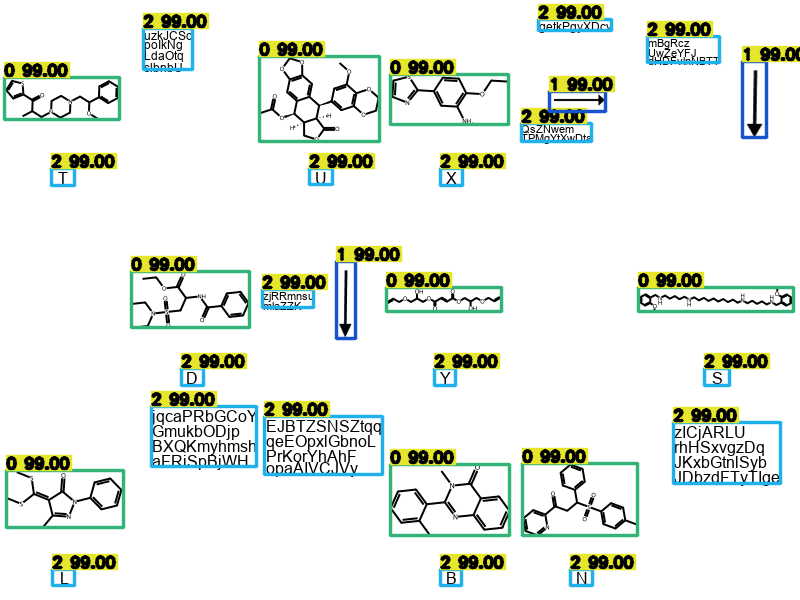 2 99.00
getkPgyXDcv
2 99.00
uzkJCSc
polkNg
LdaOtq
2 99.00
mBgRcz
UwZeYFJ
0 99.00
1 99.00
0 99.00
0 99.00
1 99.00
2 99.00
QsZNwem
2 99.00
T
2 99.00
U
2 99.00
X
1 99.00
0 99.00
2 99.00
zjRRmnsu
0 99.00
0 99.00
2 99.00
D
2 99.00
Y
2 99.00
S
2 99.00
jqcaPRbGCoY
GmukbODjp
BXQKmyhmsh
2 99.00
EJBTZSNSZtqq
qeEOpxlGbnoL
PrKorYhAhF
opaAlVCJVy
2 99.00
zlCjARLU
rhHSxvgzDq
JKxbGtnlSyb
0 99.00
0 99.00
0 99.00
2 99.00
L
2 99.00
B
2 99.00
N